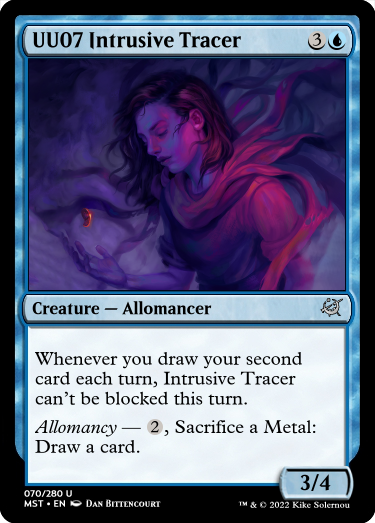 UU07 Intrusive Tracer 3
Creature — Allomancer
Whenever you draw your second
card each turn, Intrusive Tracer
can't be blocked this turn.
Allomancy — 2, Sacrifice a Metal:
Draw a card.
3/4
070/280 U
MST • EN Dan Bittencourt
™ & © 2022 Kike Solernou